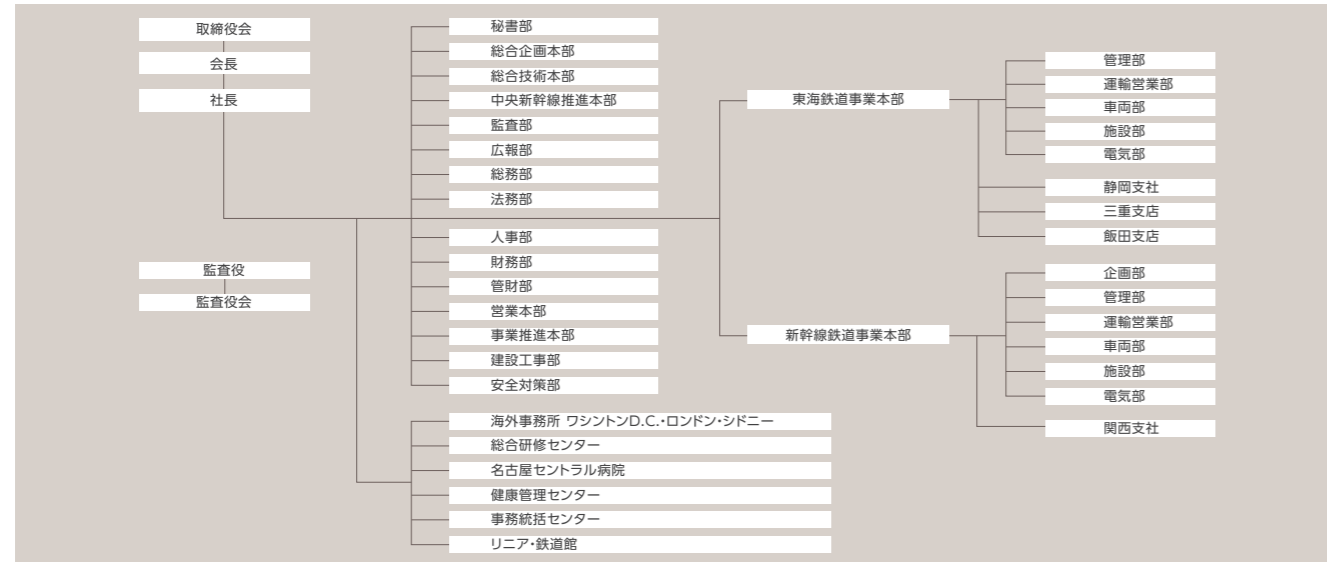 取締役会
会長
社長
監査役
監査役会
秘書部
総合企画本部
総合技術本部
中央新幹線推進本部
監査部
広報部
総務部
法務部
人事部
財務部
管財部
営業本部
事業推進本部
建設工事部
安全対策部
海外事務所 ワシントンD.C.・ロンドン・シドニー
総合研修センター
名古屋セントラル病院
健康管理センター
事務統括センター
リニア・鉄道館
東海鉄道事業本部
管理部
運輸営業部
車両部
施設部
電気部
静岡支社
三重支店
飯田支店
新幹線鉄道事業本部
企画部
管理部
運輸営業部
車両部
施設部
電気部
関西支社